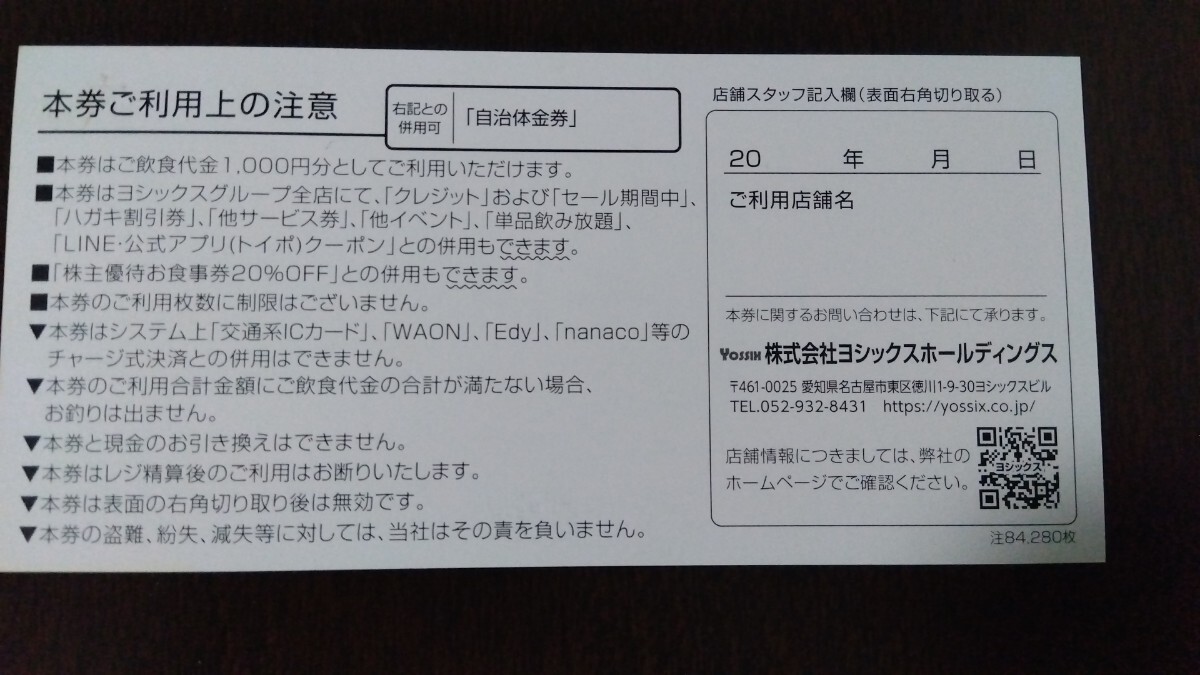 本券ご利用上の注意
右記との
併用可
「自治体金券」
■本券はご飲食代金1,000円分としてご利用いただけます。
■本券はヨシックスグループ全店にて、「クレジット」および「セール期間中」、
「ハガキ割引券」、「他サービス券」、「他イベント」、「単品飲み放題」、
「LINE・公式アプリ(トイポ)クーポン」との併用もできます。
■「株主優待お食事券20%OFF」との併用もできます。
■本券のご利用枚数に制限はございません。
▼本券はシステム上「交通系ICカード」、「WAON」、「Edy」、「nanaco」等の
チャージ式決済との併用はできません。
▼本券のご利用合計金額にご飲食代金の合計が満たない場合、
お釣りは出ません。
▼本券と現金のお引き換えはできません。
▼本券はレジ精算後のご利用はお断りいたします。
▼本券は表面の右角切り取り後は無効です。
▼本券の盗難、紛失、滅失等に対しては、当社はその責を負いません。
店舗スタッフ記入欄(表面右角切り取る)
20 年 月 日
ご利用店舗名
本券に関するお問い合わせは、下記にて承ります。
Yossix 株式会社ヨシックスホールディングス
〒461-0025 愛知県名古屋市東区徳川1-9-30ヨシックスビル
TEL.052-932-8431 https://yossix.co.jp/
店舗情報につきましては、弊社の
ホームページでご確認ください。
ヨシックス
注84,280枚